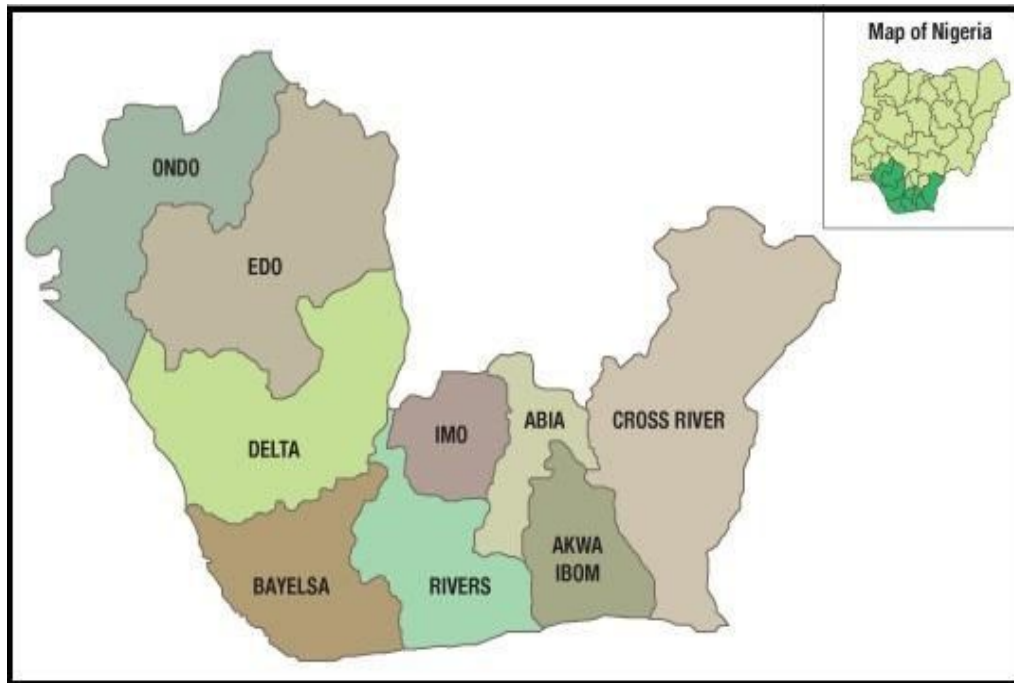 Map of Nigeria
ONDO
EDO
DELTA
IMO
ABIA
CROSS RIVER
BAYELSA
RIVERS
AKWA
IBOM